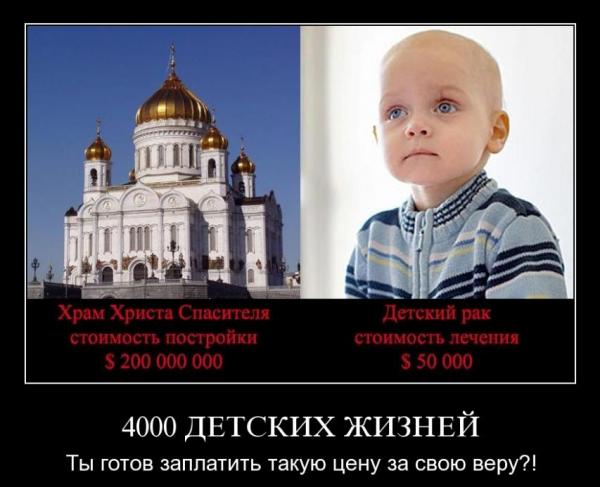 Храм Христа Спасителя
стоимость постройки
$ 200 000 000
Детский рак
стоимость лечения
$ 50 000
4000 ДЕТСКИХ ЖИЗНЕЙ
Ты готов заплатить такую цену за свою веру?!